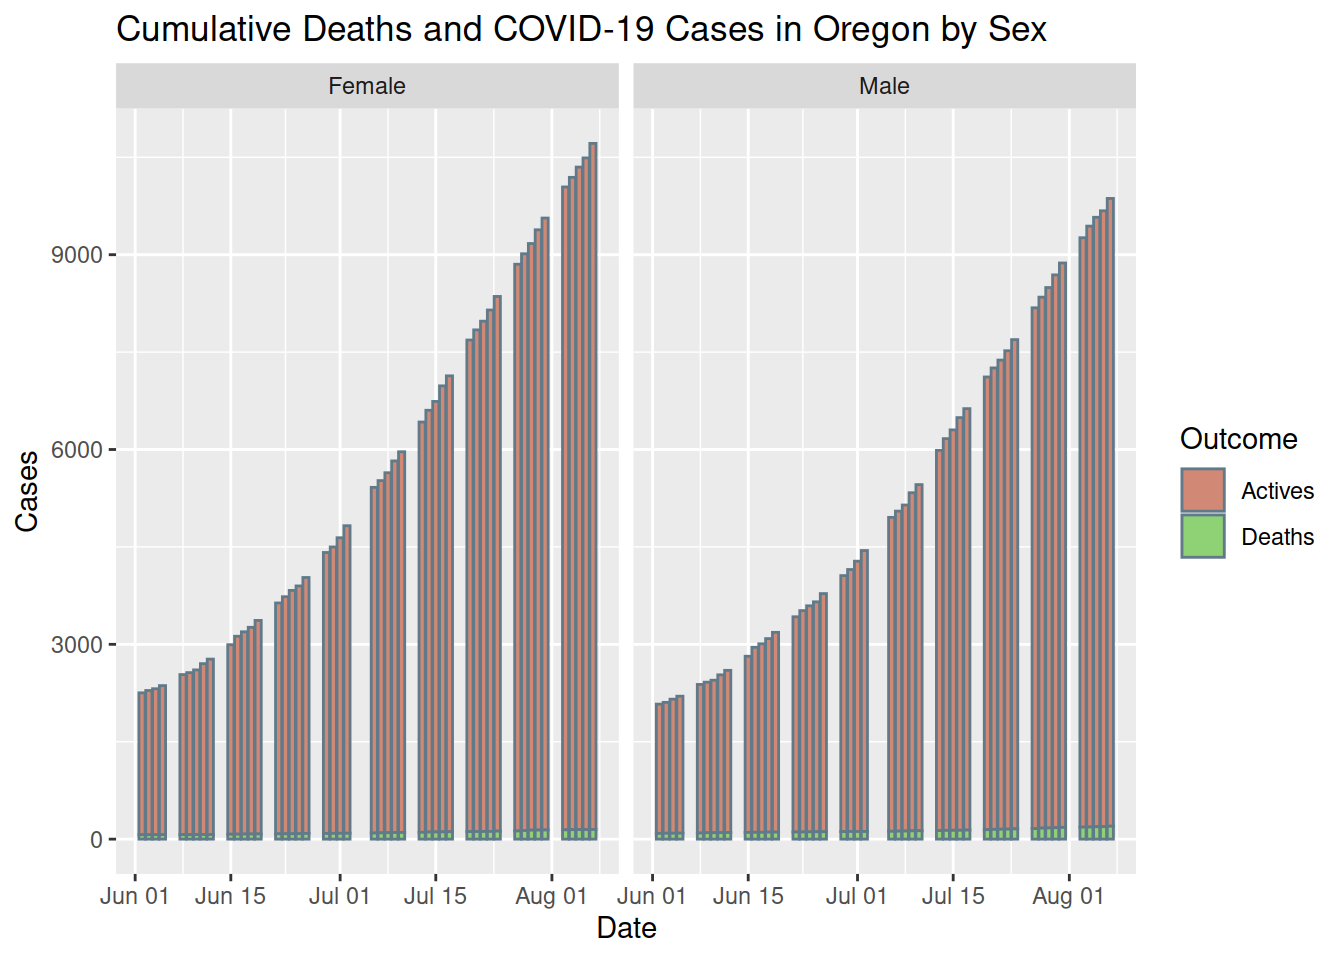 Cumulative Deaths and COVID-19 Cases in Oregon by Sex
Female
Male
9000
6000
3000
0
Cases
Jun 01 Jun 15 Jul 01 Jul 15 Aug 01
Jun 01 Jun 15 Jul 01 Jul 15 Aug 01
Date
Outcome
Actives
Deaths